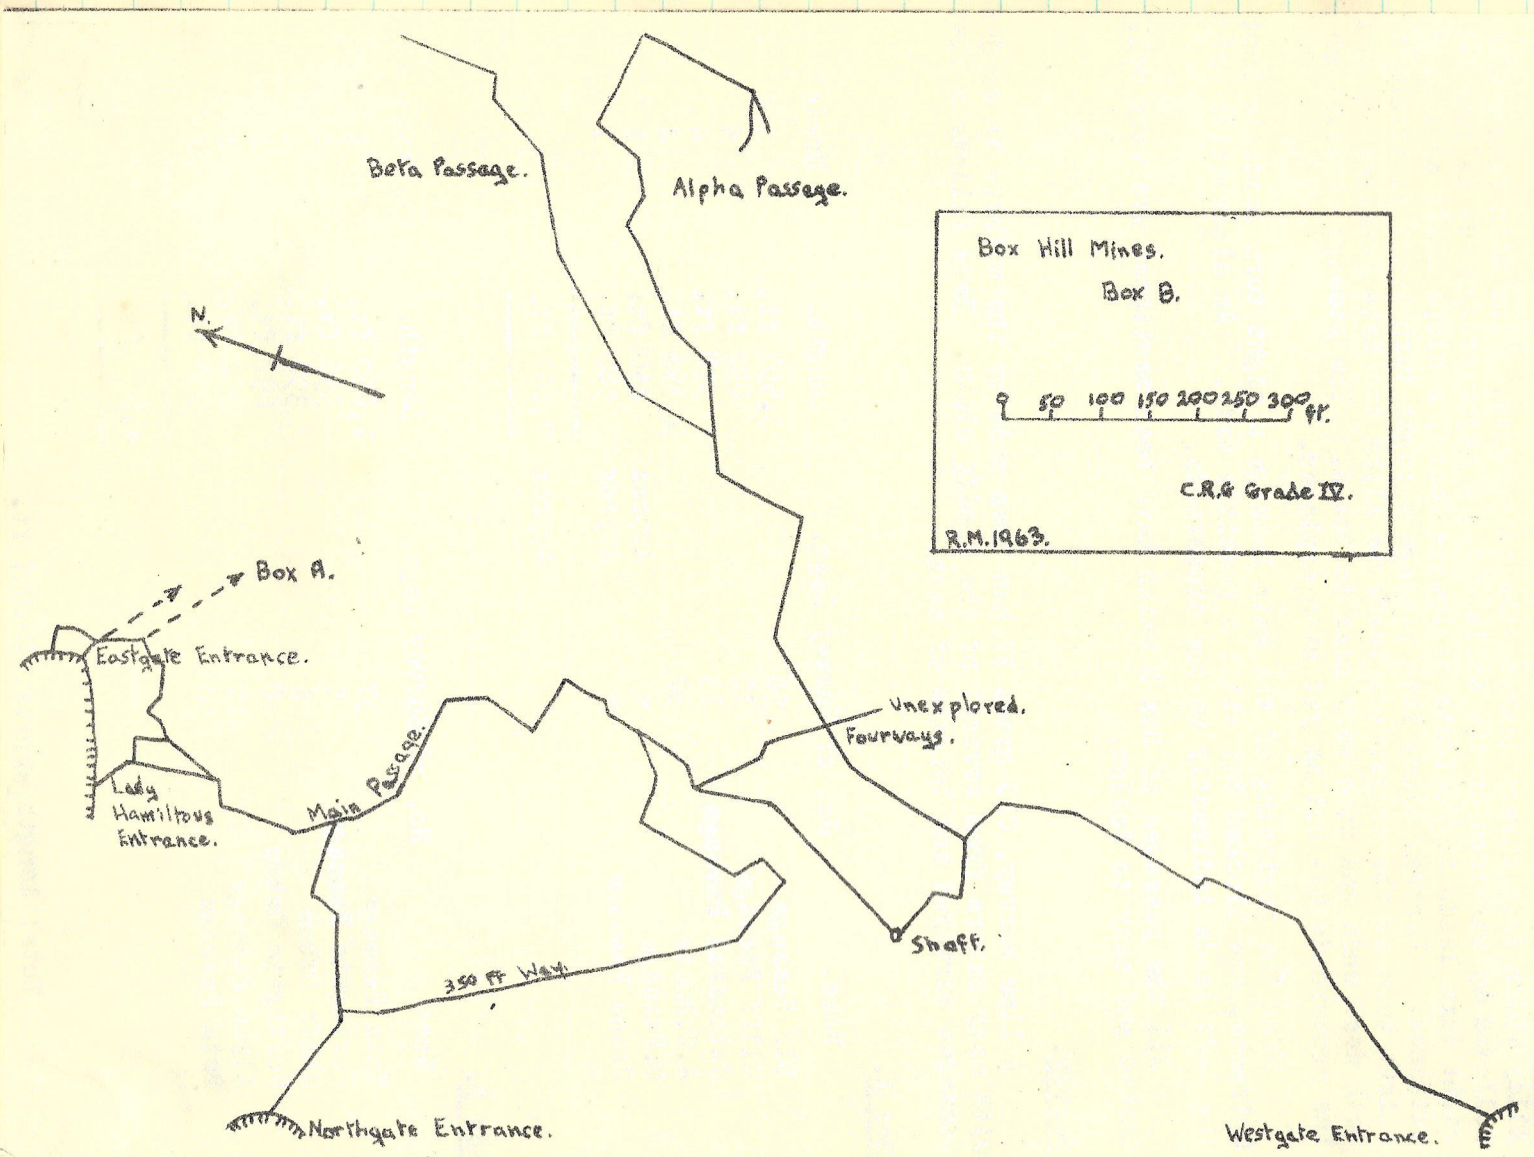 Beta Passage.
Alpha Passage.
Box Hill Mines.
Box B.
N.
0 50 100 150 200 250 300 ft.
C.R.G Grade IV.
R.M.1963.
Box A.
Eastgate Entrance.
Unexplored.
Fourways.
Main Passage.
Lady
Hamiltons
Entrance.
Shaft.
350 ft Way.
Northgate Entrance.
Westgate Entrance.